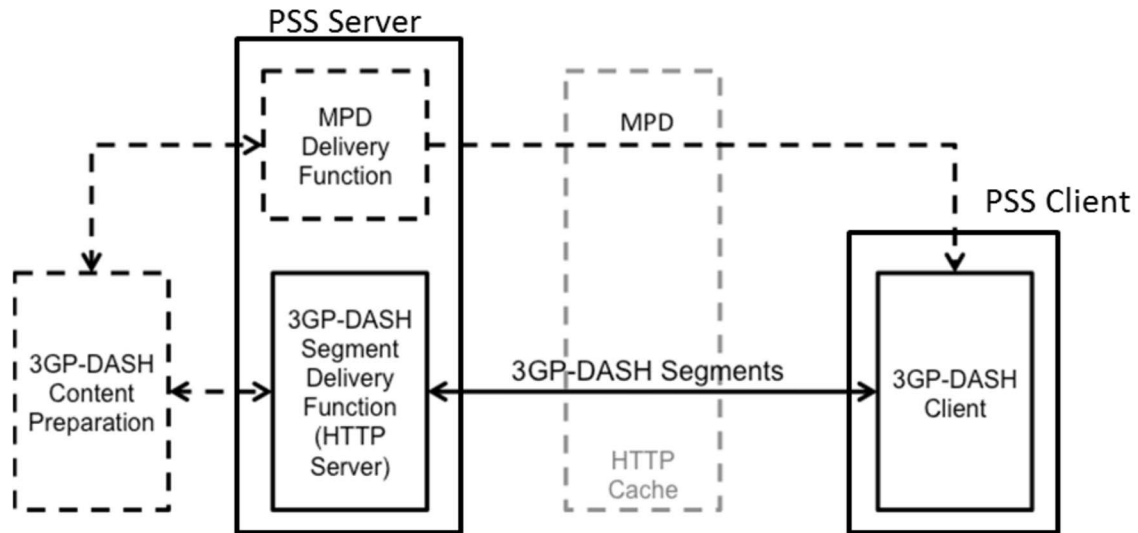 PSS Server
MPD
Delivery
Function
MPD
PSS Client
3GP-DASH
Content
Preparation
3GP-DASH
Segment
Delivery
Function
(HTTP
Server)
3GP-DASH Segments
3GP-DASH
Client
HTTP
Cache